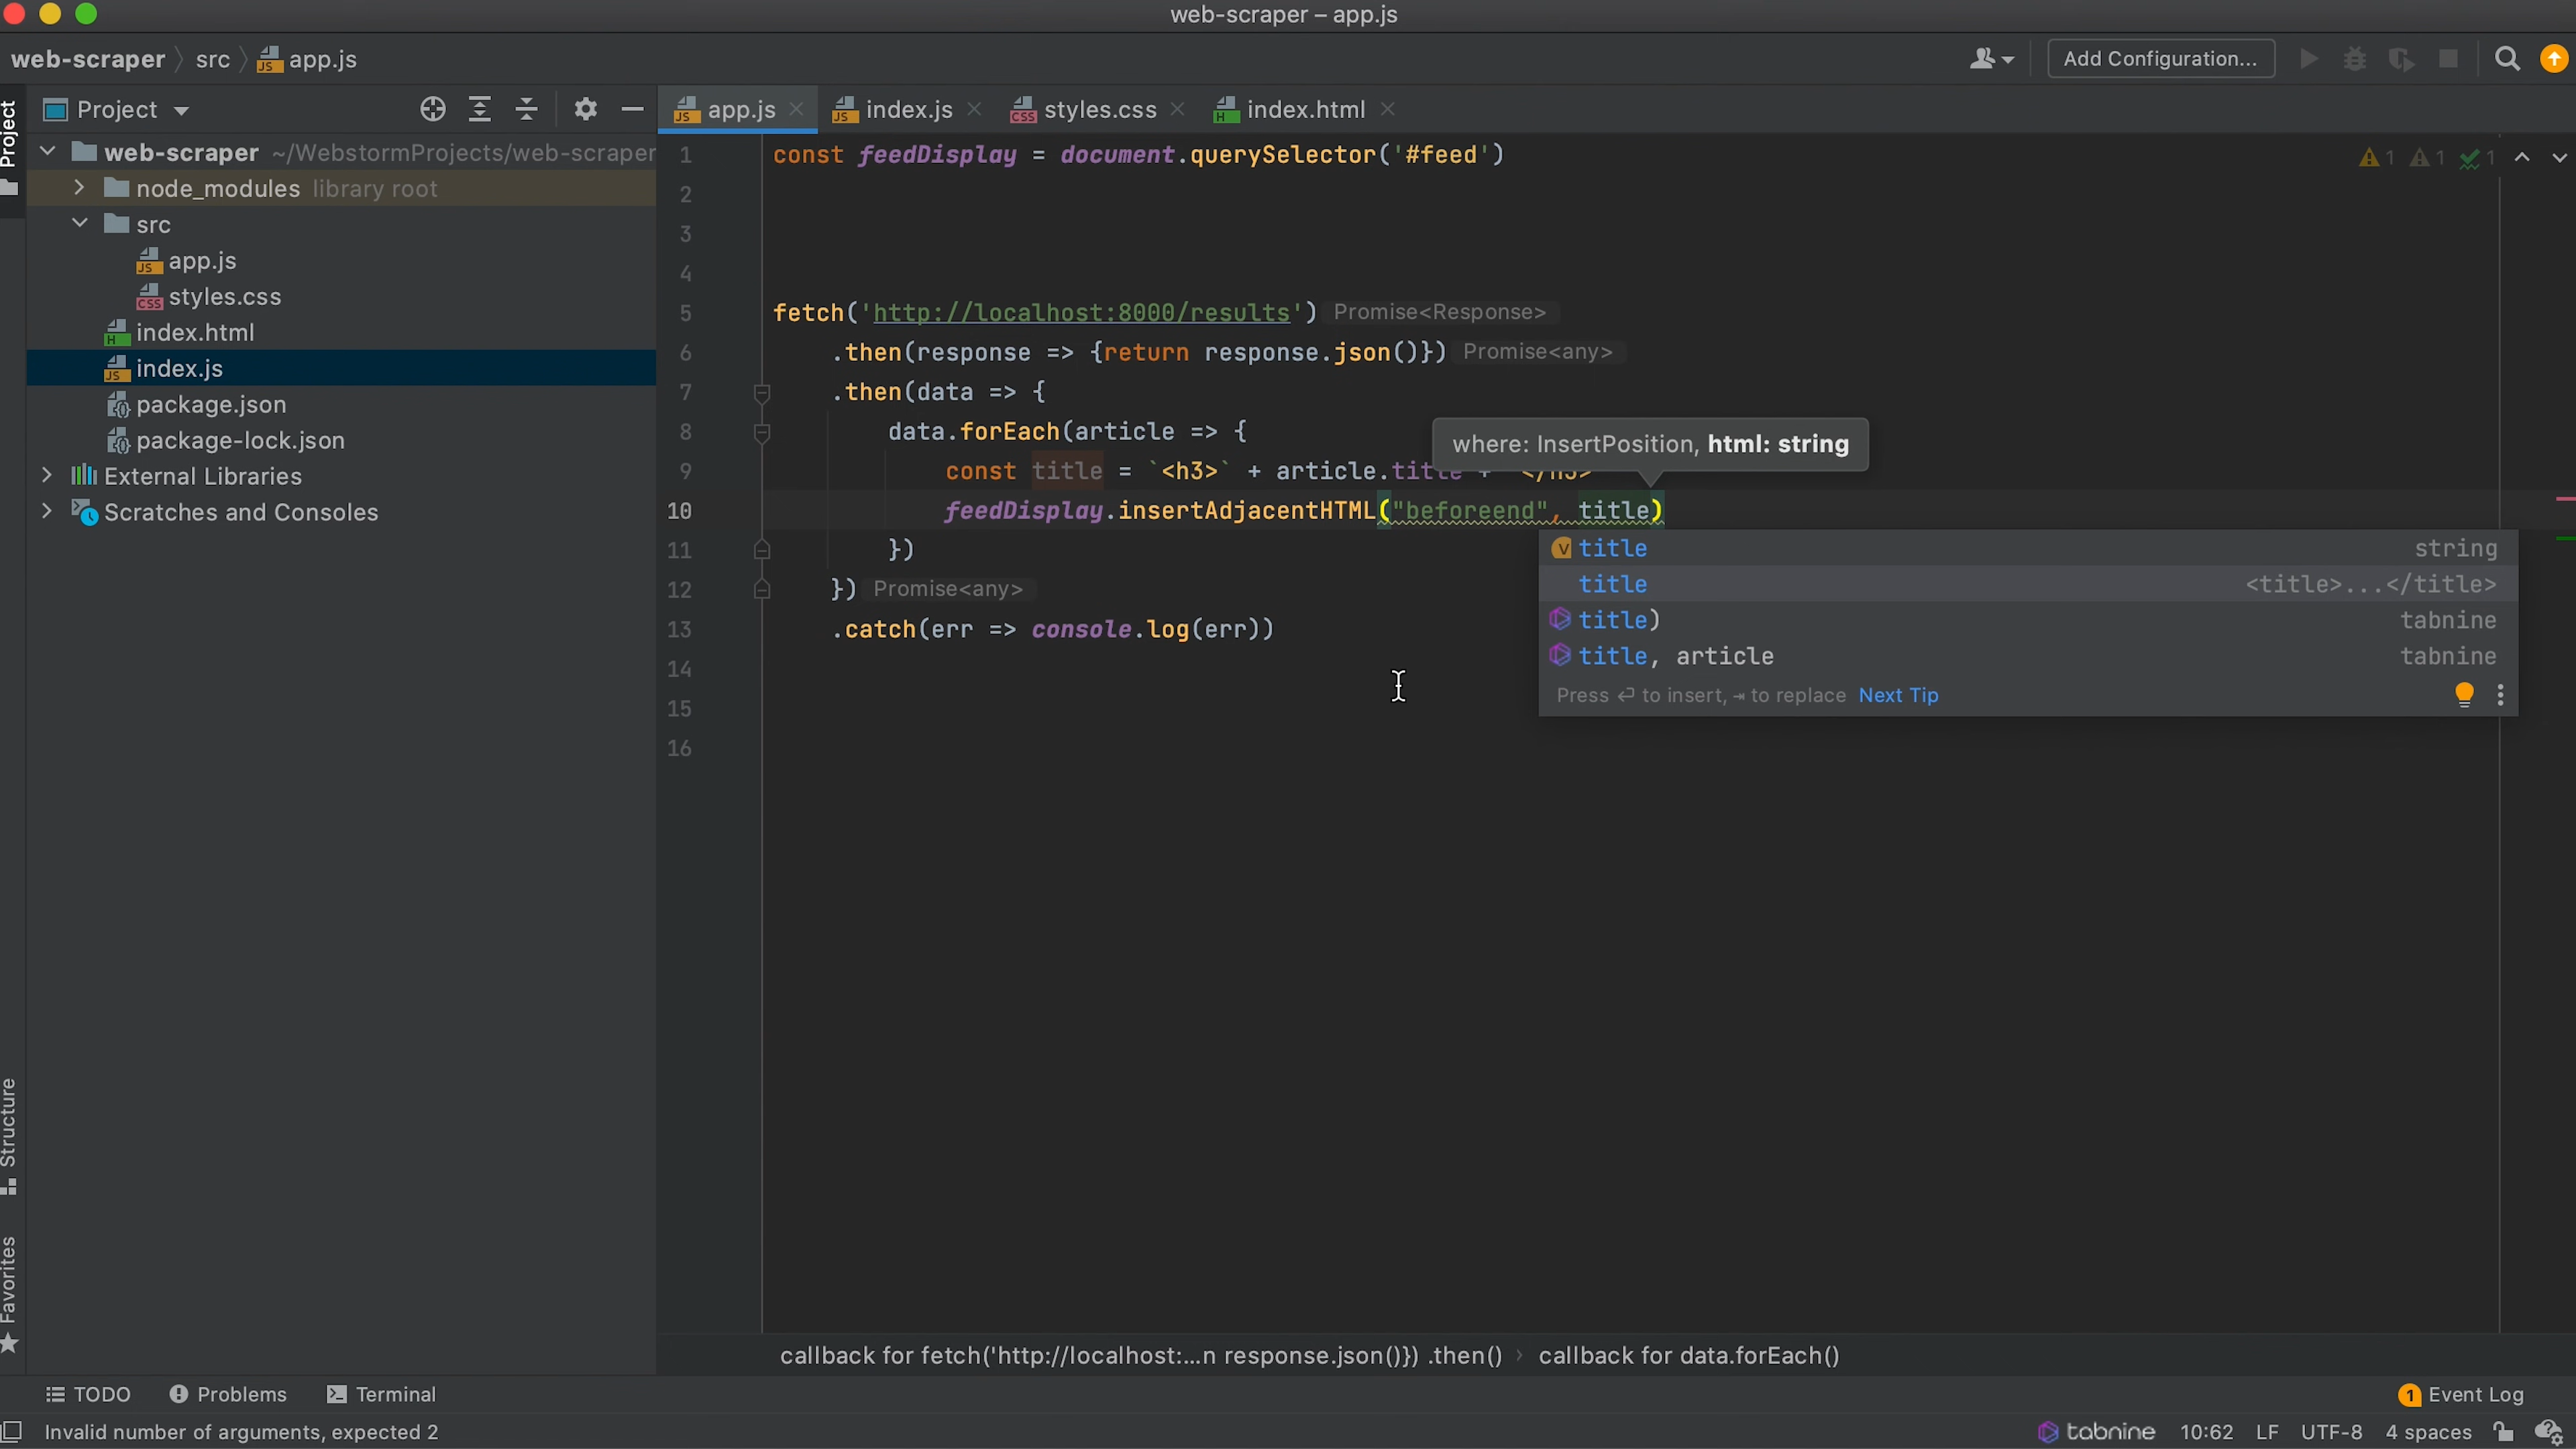 web-scraper – app.js
web-scraper src app.js
Add Configuration...
Project
Project
app.js
index.js
styles.css
index.html
web-scraper ~/WebstormProjects/web-scraper
node_modules library root
src
app.js
styles.css
index.html
index.js
package.json
package-lock.json
External Libraries
Scratches and Consoles
1 const feedDisplay = document.querySelector('#feed')
1 1 1
2
3
4
5 fetch('http://localhost:8000/results') Promise<Response>
6 .then(response => {return response.json()}) Promise<any>
7 .then(data => {
8 data.forEach(article => {
where: InsertPosition, html: string
9 const title = `<h3>` + article.title + </h3>
10 feedDisplay.insertAdjacentHTML("beforeend", title)
11 })
12 }) Promise<any>
13 .catch(err => console.log(err))
14
15
16
title string
title <title>...</title>
title) tabnine
title, article tabnine
Press ⏎ to insert, ⇥ to replace Next Tip
Structure
Favorites
callback for fetch('http://localhost:...n response.json()}) .then() › callback for data.forEach()
TODO Problems Terminal
1 Event Log
Invalid number of arguments, expected 2
tabnine 10:62 LF UTF-8 4 spaces